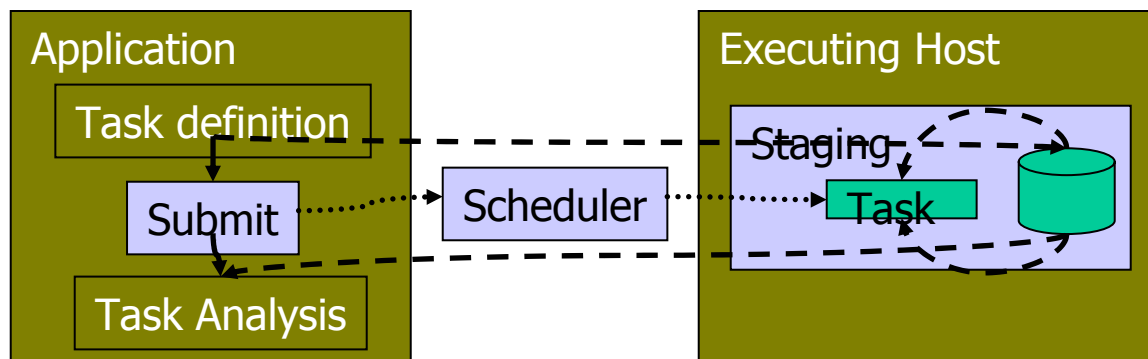 Application
Task definition
Submit
Task Analysis
Scheduler
Executing Host
Staging
Task